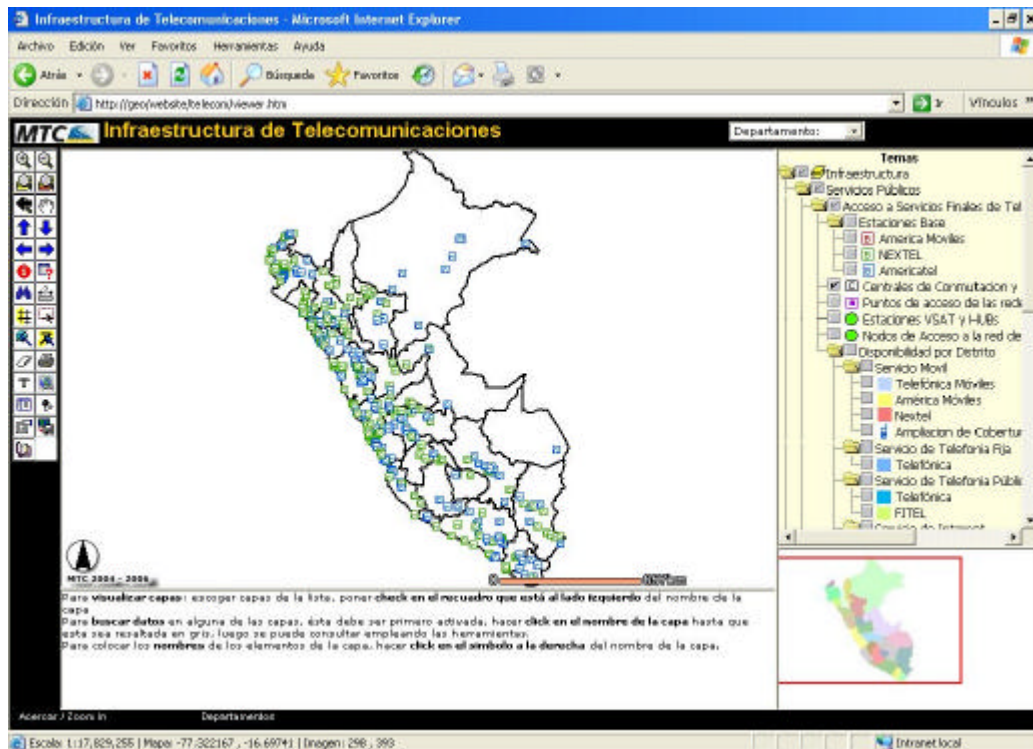 Infraestructura de Telecomunicaciones - Microsoft Internet Explorer
Archivo Edición Ver Favoritos Herramientas Ayuda
Atrás Búsqueda Favoritos
Dirección http://geo/website/telecom/viewer.htm Ir Vínculos
MTC Infraestructura de Telecomunicaciones Departamento:
Temas
Infraestructura
Servicios Públicos
Acceso a Servicios Finales de Tel
Estaciones Base
America Moviles
NEXTEL
Americatel
Centrales de Conmutacion y
Puntos de acceso de las rede
Estaciones VSAT y HUBs
Nodos de Acceso a la red de
Disponibilidad por Distrito
Servicio Movil
Telefónica Móviles
América Móviles
Nextel
Ampliacion de Cobertur
Servicio de Telefonia Fija
Telefónica
Servicio de Telefonia Públic
Telefónica
FITEL
Servicio de Internet
MTC 2004 - 2006
0
Para visualizar capas: escoger capas de la lista, poner check en el recuadro que está al lado izquierdo del nombre de la
capa
Para buscar datos en alguna de las capas, ésta debe ser primero activada, hacer click en el nombre de la capa hasta que
esta sea resaltada en gris, luego se puede consultar empleando las herramientas.
Para colocar los nombres de los elementos de la capa, hacer click en el simbolo a la derecha del nombre de la capa.
Acercar / Zoom In Departamentos
Escala: 1:17,829,255 | Mapa: -77.322167 , -16.69741 | Imagen: 298 , 393 Intranet local